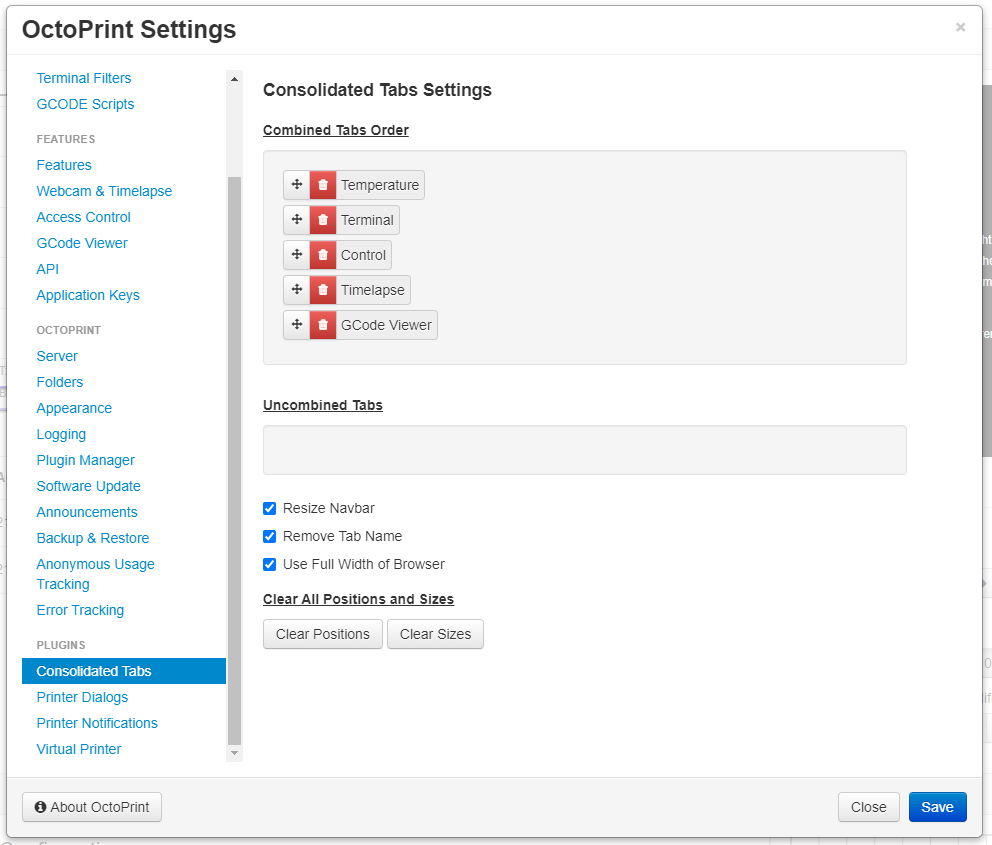 OctoPrint Settings
×
Terminal Filters
GCODE Scripts
FEATURES
Features
Webcam & Timelapse
Access Control
GCode Viewer
API
Application Keys
OCTOPRINT
Server
Folders
Appearance
Logging
Plugin Manager
Software Update
Announcements
Backup & Restore
Anonymous Usage
Tracking
Error Tracking
PLUGINS
Consolidated Tabs
Printer Dialogs
Printer Notifications
Virtual Printer
Consolidated Tabs Settings
Combined Tabs Order
Temperature
Terminal
Control
Timelapse
GCode Viewer
Uncombined Tabs
Resize Navbar
Remove Tab Name
Use Full Width of Browser
Clear All Positions and Sizes
Clear Positions Clear Sizes
About OctoPrint
Close Save